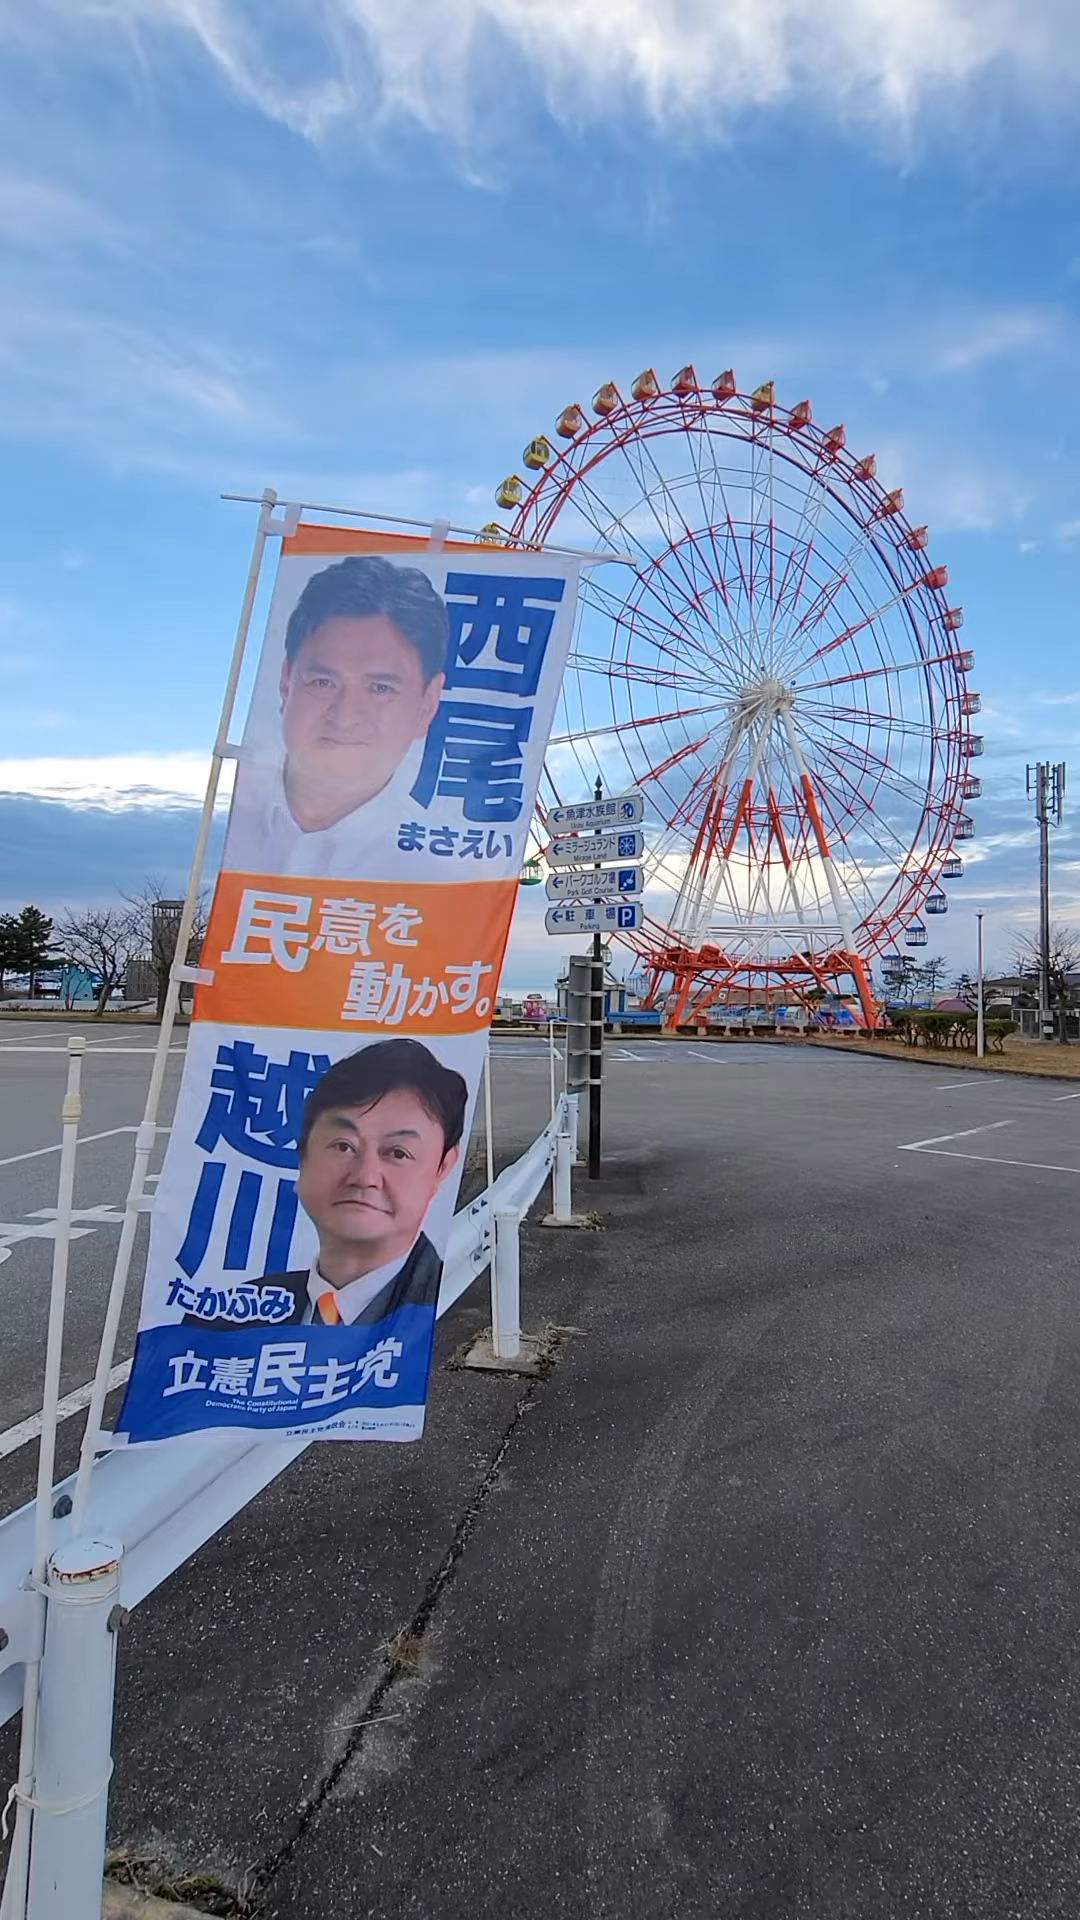 西尾
まさえい
民意を
動かす。
越川
たかふみ
立憲民主党
The Constitutional
Democratic Party of Japan
魚津水族館
Uozu Aquarium
ミラージュランド
Mirage Land
パークゴルフ場
Park Golf Course
駐車場 P
Parking